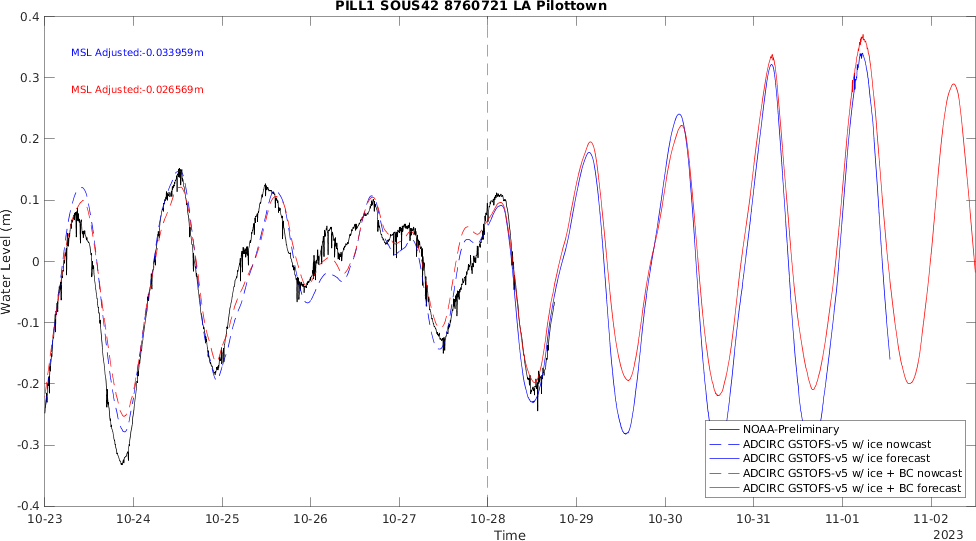 PILL1 SOUS42 8760721 LA Pilottown
MSL Adjusted:-0.033959m
MSL Adjusted:-0.026569m
Water Level (m)
0.4
0.3
0.2
0.1
0
-0.1
-0.2
-0.3
-0.4
NOAA-Preliminary
ADCIRC GSTOFS-v5 w/ ice nowcast
ADCIRC GSTOFS-v5 w/ ice forecast
ADCIRC GSTOFS-v5 w/ ice + BC nowcast
ADCIRC GSTOFS-v5 w/ ice + BC forecast
10-23 10-24 10-25 10-26 10-27 10-28 10-29 10-30 10-31 11-01 11-02
Time
2023